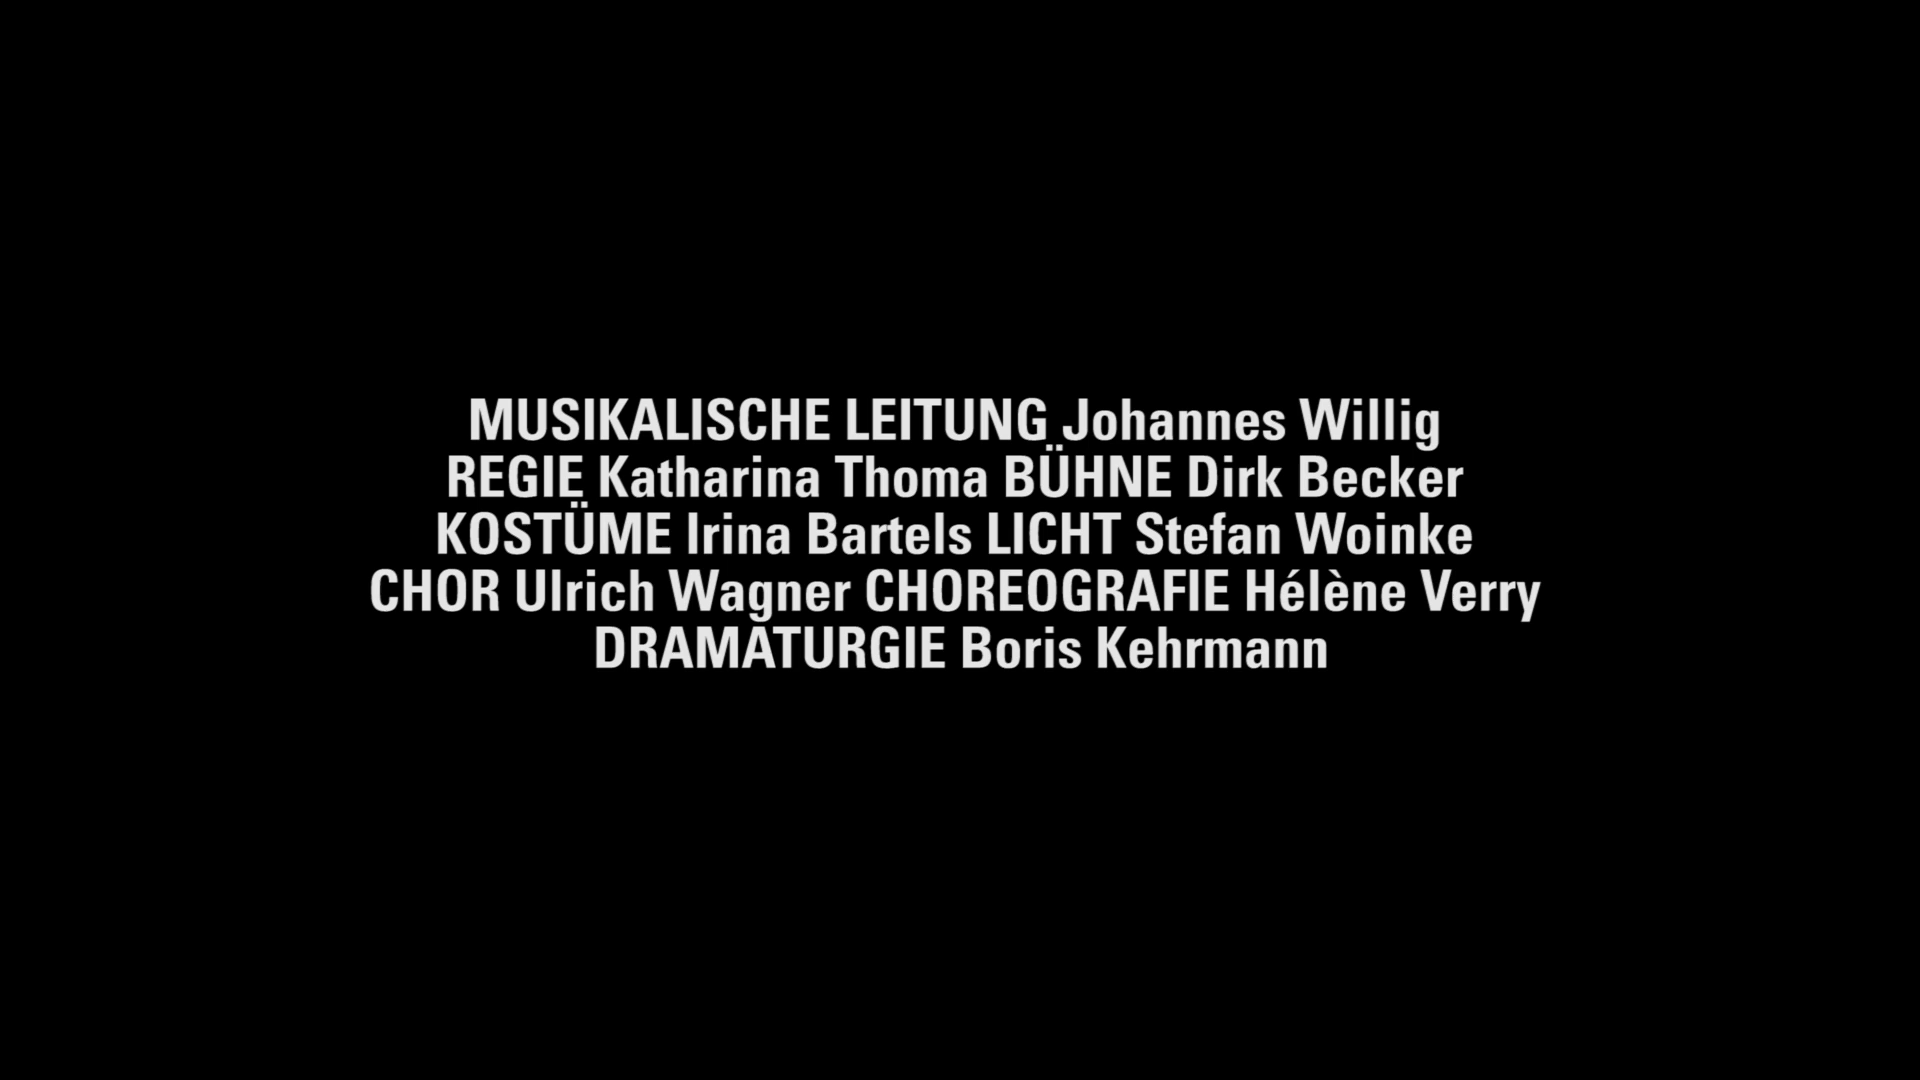 MUSIKALISCHE LEITUNG Johannes Willig
REGIE Katharina Thoma BÜHNE Dirk Becker
KOSTÜME Irina Bartels LICHT Stefan Woinke
CHOR Ulrich Wagner CHOREOGRAFIE Hélène Verry
DRAMATURGIE Boris Kehrmann